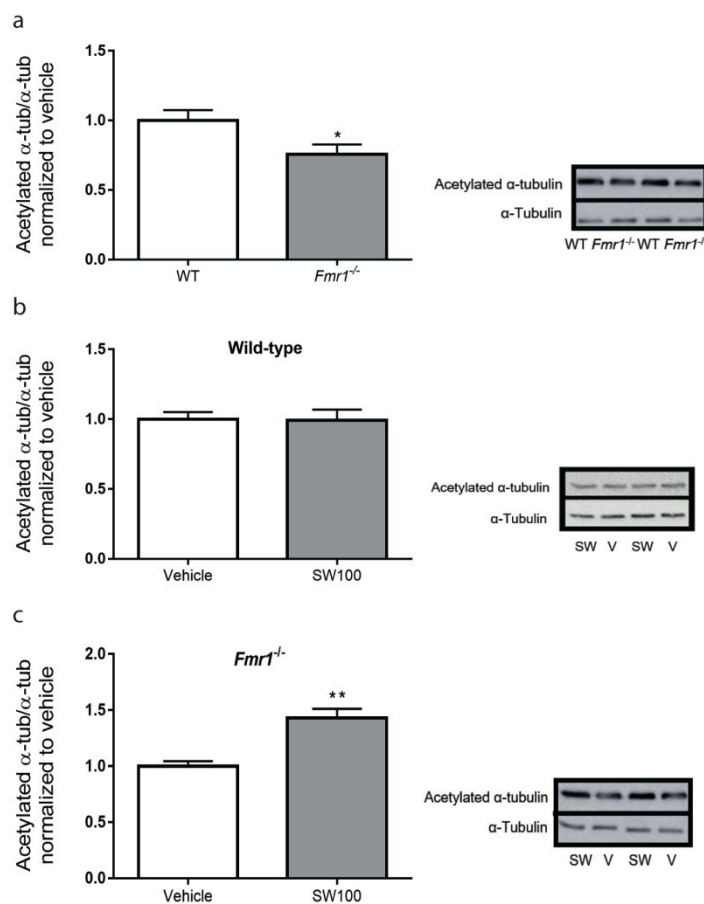 a
Acetylated α-tub/α-tub
normalized to vehicle
1.5
1.0
0.5
0.0
*
WT
Fmr1-/-
Acetylated α-tubulin
α-Tubulin
WT Fmr1-/- WT Fmr1-/-
b
Wild-type
Acetylated α-tub/α-tub
normalized to vehicle
1.5
1.0
0.5
0.0
Vehicle
SW100
Acetylated α-tubulin
α-Tubulin
SW V SW V
c
Fmr1-/-
Acetylated α-tub/α-tub
normalized to vehicle
2.0
1.5
1.0
0.5
0.0
**
Vehicle
SW100
Acetylated α-tubulin
α-Tubulin
SW V SW V